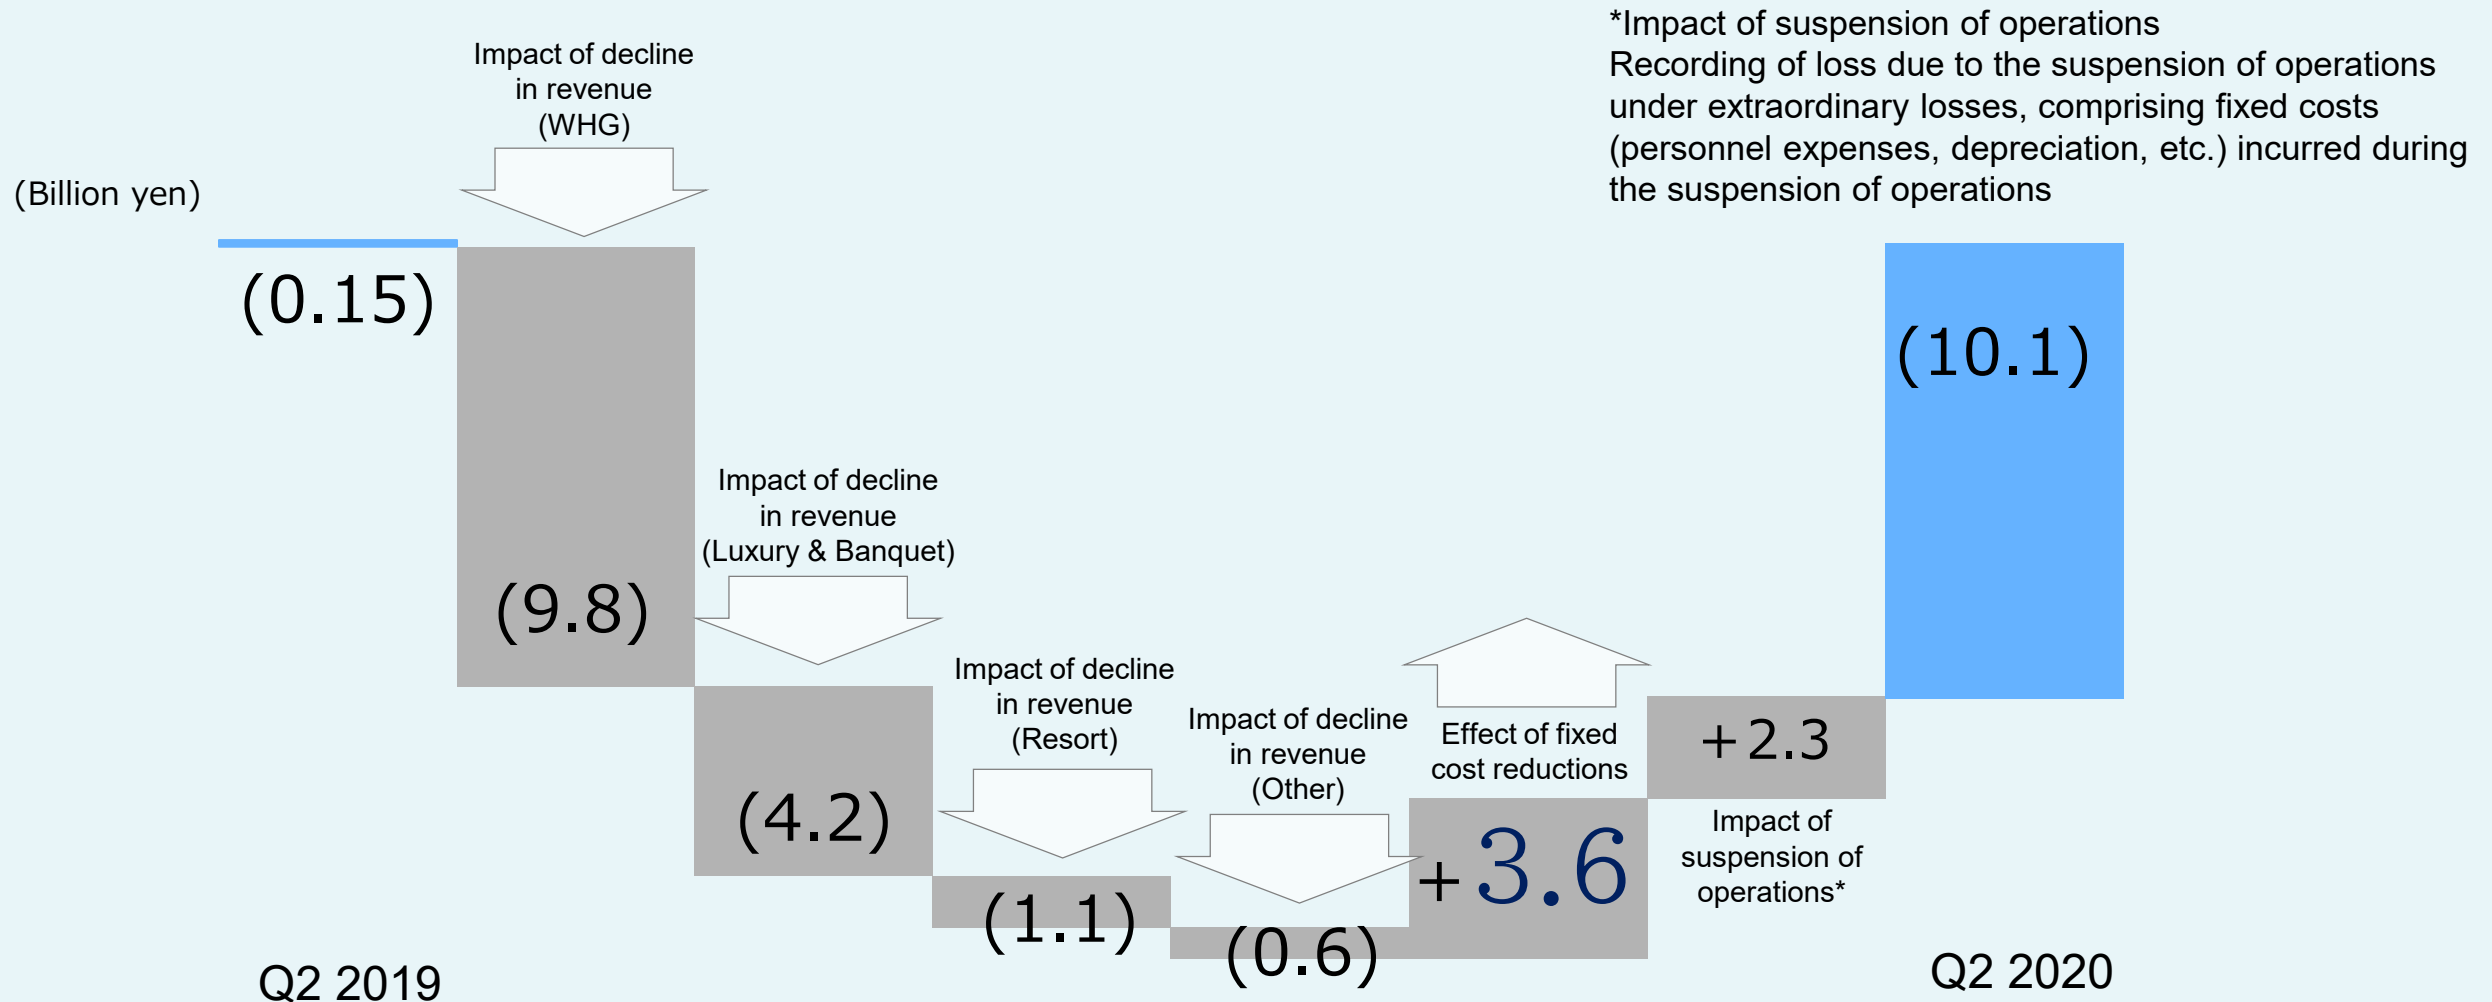 *Impact of suspension of operations
Recording of loss due to the suspension of operations
under extraordinary losses, comprising fixed costs
(personnel expenses, depreciation, etc.) incurred during
the suspension of operations
(Billion yen)
Impact of decline
in revenue
(WHG)
(0.15)
(9.8)
Impact of decline
in revenue
(Luxury & Banquet)
(4.2)
Impact of decline
in revenue
(Resort)
(1.1)
Impact of decline
in revenue
(Other)
(0.6)
Effect of fixed
cost reductions
+3.6
+2.3
Impact of
suspension of
operations*
(10.1)
Q2 2019
Q2 2020